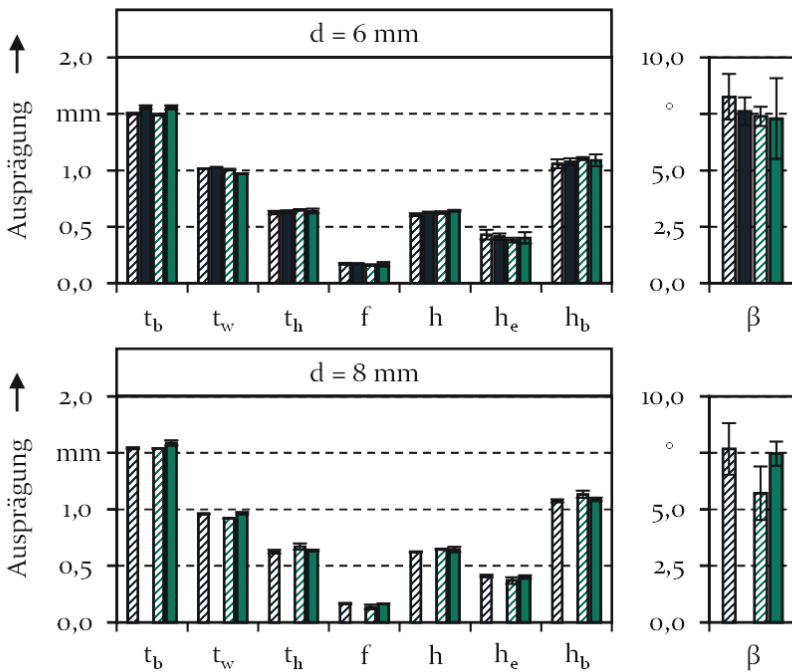 d = 6 mm
Ausprägung
2,0
mm
1,0
0,5
0,0
t_b t_w t_h f h h_e h_b
10,0
°
5,0
2,5
0,0
β
d = 8 mm
Ausprägung
2,0
mm
1,0
0,5
0,0
t_b t_w t_h f h h_e h_b
10,0
°
5,0
2,5
0,0
β